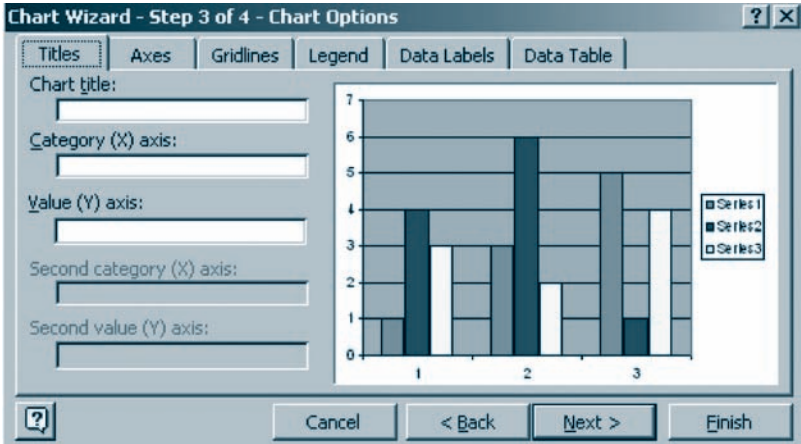 Chart Wizard - Step 3 of 4 - Chart Options
Titles Axes Gridlines Legend Data Labels Data Table
Chart title:
Category (X) axis:
Value (Y) axis:
Second category (X) axis:
Second value (Y) axis:
7
6
5
4
3
2
1
0
1 2 3
Series1
Series2
Series3
Cancel < Back Next > Finish